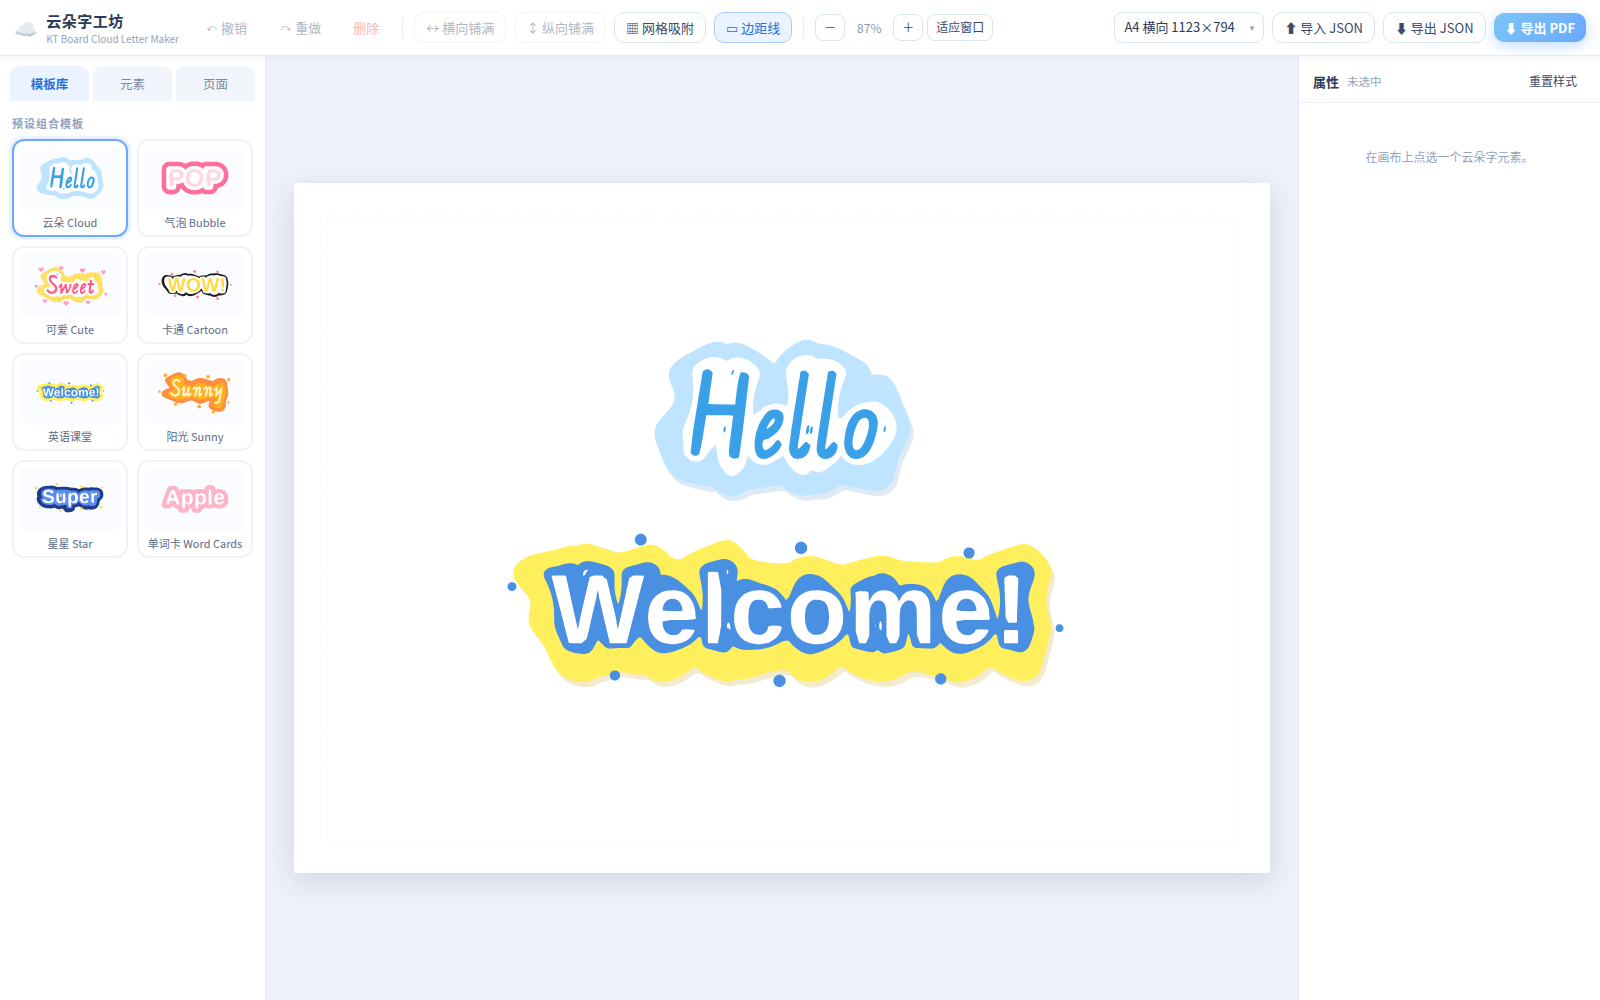 云朵字工坊
KT Board Cloud Letter Maker
撤销
重做
删除
横向铺满
纵向铺满
网格吸附
边距线
87%
适应窗口
A4 横向 1123×794
导入 JSON
导出 JSON
导出 PDF
模板库
元素
页面
预设组合模板
Hello
云朵 Cloud
POP
气泡 Bubble
Sweet
可爱 Cute
WOW!
卡通 Cartoon
Welcome!
英语课堂
Sunny
阳光 Sunny
Super
星星 Star
Apple
单词卡 Word Cards
Hello
Welcome!
属性 未选中
重置样式
在画布上点选一个云朵字元素。